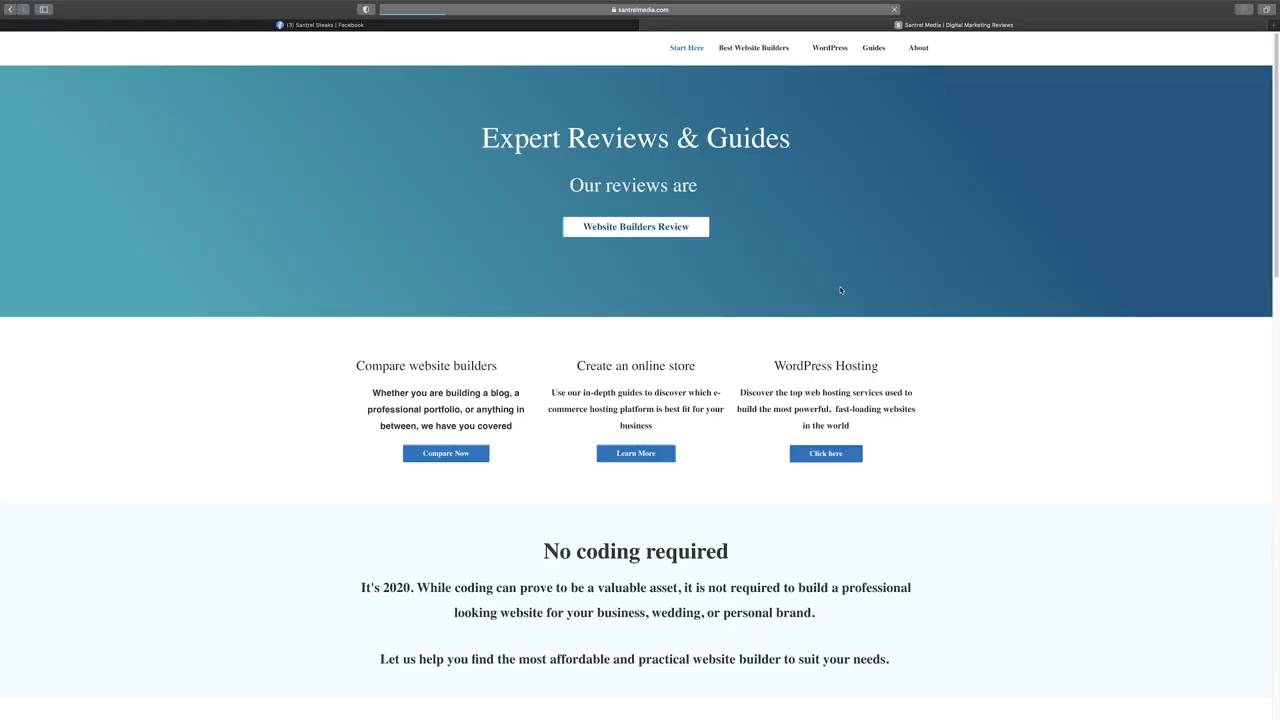 santrelmedia.com
(3) Santrel Steaks | Facebook
Santrel Media | Digital Marketing Reviews
Start Here Best Website Builders WordPress Guides About
Expert Reviews & Guides
Our reviews are
Website Builders Review
Compare website builders
Whether you are building a blog, a
professional portfolio, or anything in
between, we have you covered
Compare Now
Create an online store
Use our in-depth guides to discover which e-
commerce hosting platform is best fit for your
business
Learn More
WordPress Hosting
Discover the top web hosting services used to
build the most powerful, fast-loading websites
in the world
Click here
No coding required
It's 2020. While coding can prove to be a valuable asset, it is not required to build a professional
looking website for your business, wedding, or personal brand.
Let us help you find the most affordable and practical website builder to suit your needs.